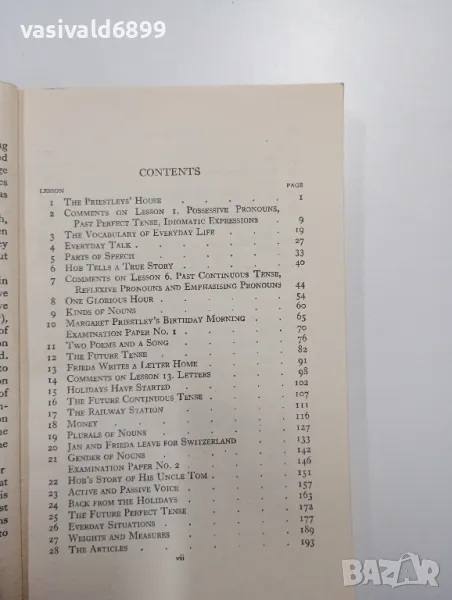 vasivald6899
CONTENTS
LESSON PAGE
1 THE PRIESTLEYS' HOUSE . . . . . 1
2 COMMENTS ON LESSON 1. POSSESSIVE PRONOUNS,
PAST PERFECT TENSE, IDIOMATIC EXPRESSIONS . 9
3 THE VOCABULARY OF EVERYDAY LIFE . . . 19
4 EVERYDAY TALK . . . . . . 27
5 PARTS OF SPEECH . . . . . . 33
6 HOB TELLS A TRUE STORY . . . . . 40
7 COMMENTS ON LESSON 6. PAST CONTINUOUS TENSE,
REFLEXIVE PRONOUNS AND EMPHASISING PRONOUNS 44
8 ONE GLORIOUS HOUR . . . . . 54
9 KINDS OF NOUNS . . . . . . 60
10 MARGARET PRIESTLEY'S BIRTHDAY MORNING . . 65
EXAMINATION PAPER NO. 1 . . . . 70
11 TWO POEMS AND A SONG . . . . . 76
12 THE FUTURE TENSE . . . . . . 82
13 FRIEDA WRITES A LETTER HOME . . . . 91
14 COMMENTS ON LESSON 13. LETTERS . . . 98
15 HOLIDAYS HAVE STARTED . . . . . 102
16 THE FUTURE CONTINUOUS TENSE . . . . 107
17 THE RAILWAY STATION . . . . . 111
18 MONEY . . . . . . . 116
19 PLURALS OF NOUNS . . . . . . 127
20 JAN AND FRIEDA LEAVE FOR SWITZERLAND . . 133
21 GENDER OF NOUNS . . . . . . 142
EXAMINATION PAPER NO. 2 . . . . 146
22 HOB'S STORY OF HIS UNCLE TOM . . . . 151
23 ACTIVE AND PASSIVE VOICE . . . . 157
24 BACK FROM THE HOLIDAYS . . . . . 163
25 THE FUTURE PERFECT TENSE . . . . 172
26 EVERDAY SITUATIONS . . . . . 177
27 WEIGHTS AND MEASURES . . . . . 189
28 THE ARTICLES . . . . . . 193
vii
BAZAR